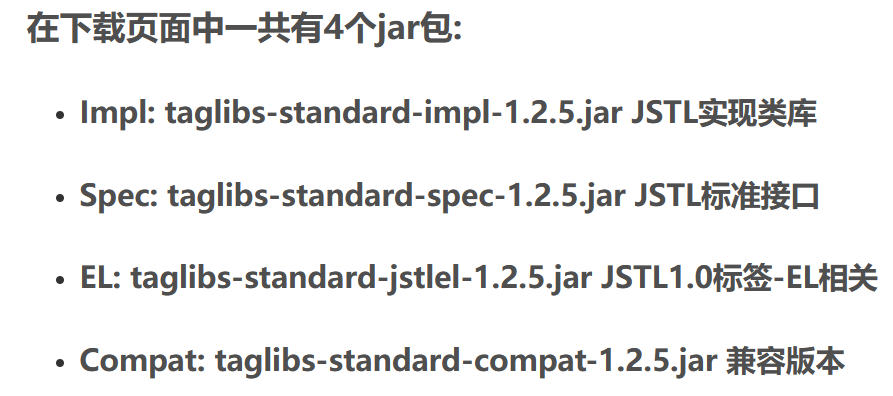 在下载页面中一共有4个jar包:
• Impl: taglibs-standard-impl-1.2.5.jar JSTL实现类库
• Spec: taglibs-standard-spec-1.2.5.jar JSTL标准接口
• EL: taglibs-standard-jstlel-1.2.5.jar JSTL1.0标签-EL相关
• Compat: taglibs-standard-compat-1.2.5.jar 兼容版本